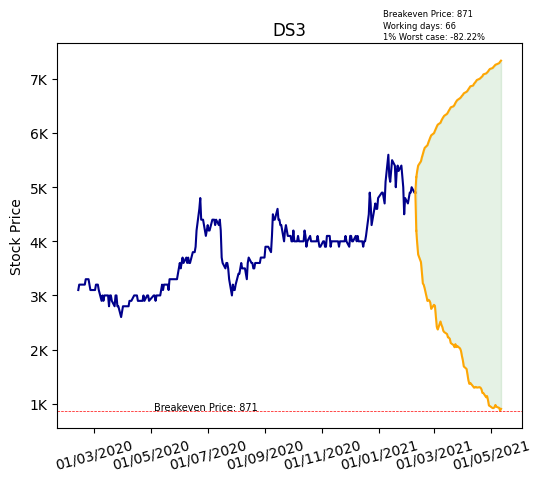 Breakeven Price: 871
Working days: 66
1% Worst case: -82.22%
DS3
Stock Price
7K
6K
5K
4K
3K
2K
1K
Breakeven Price: 871
01/03/2020
01/05/2020
01/07/2020
01/09/2020
01/11/2020
01/01/2021
01/03/2021
01/05/2021